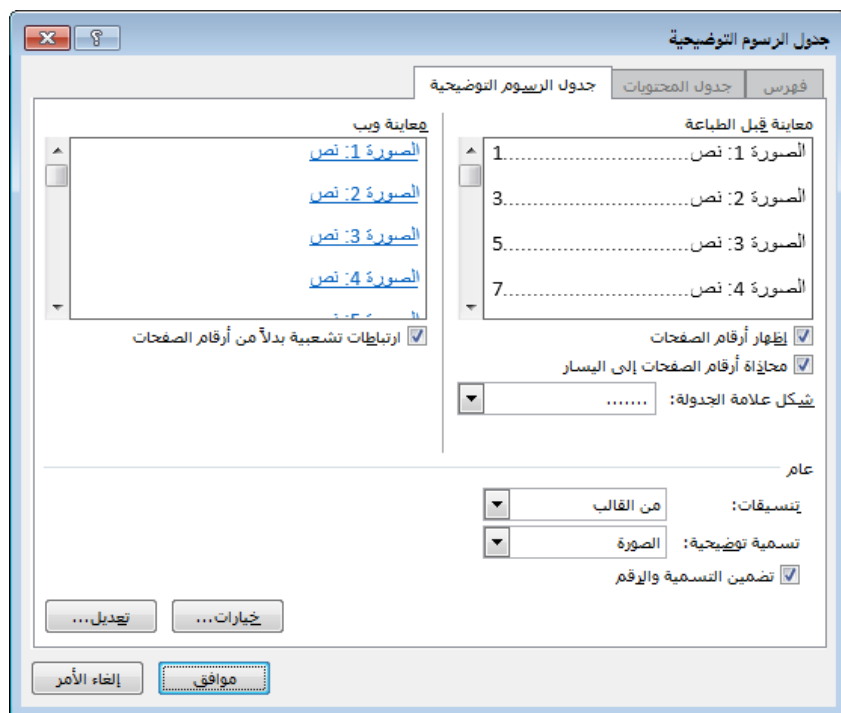 جدول الرسوم التوضيحية
فهرس
جدول المحتويات
جدول الرسوم التوضيحية
معاينة قبل الطباعة
الصورة 1: نص..............................1
الصورة 2: نص..............................3
الصورة 3: نص..............................5
الصورة 4: نص..............................7
إظهار أرقام الصفحات
محاذاة أرقام الصفحات إلى اليسار
شكل علامة الجدولة: .......
معاينة ويب
الصورة 1: نص
الصورة 2: نص
الصورة 3: نص
الصورة 4: نص
ارتباطات تشعبية بدلاً من أرقام الصفحات
عام
تنسيقات: من القالب
تسمية توضيحية: الصورة
تضمين التسمية والرقم
خيارات...
تعديل...
موافق
إلغاء الأمر